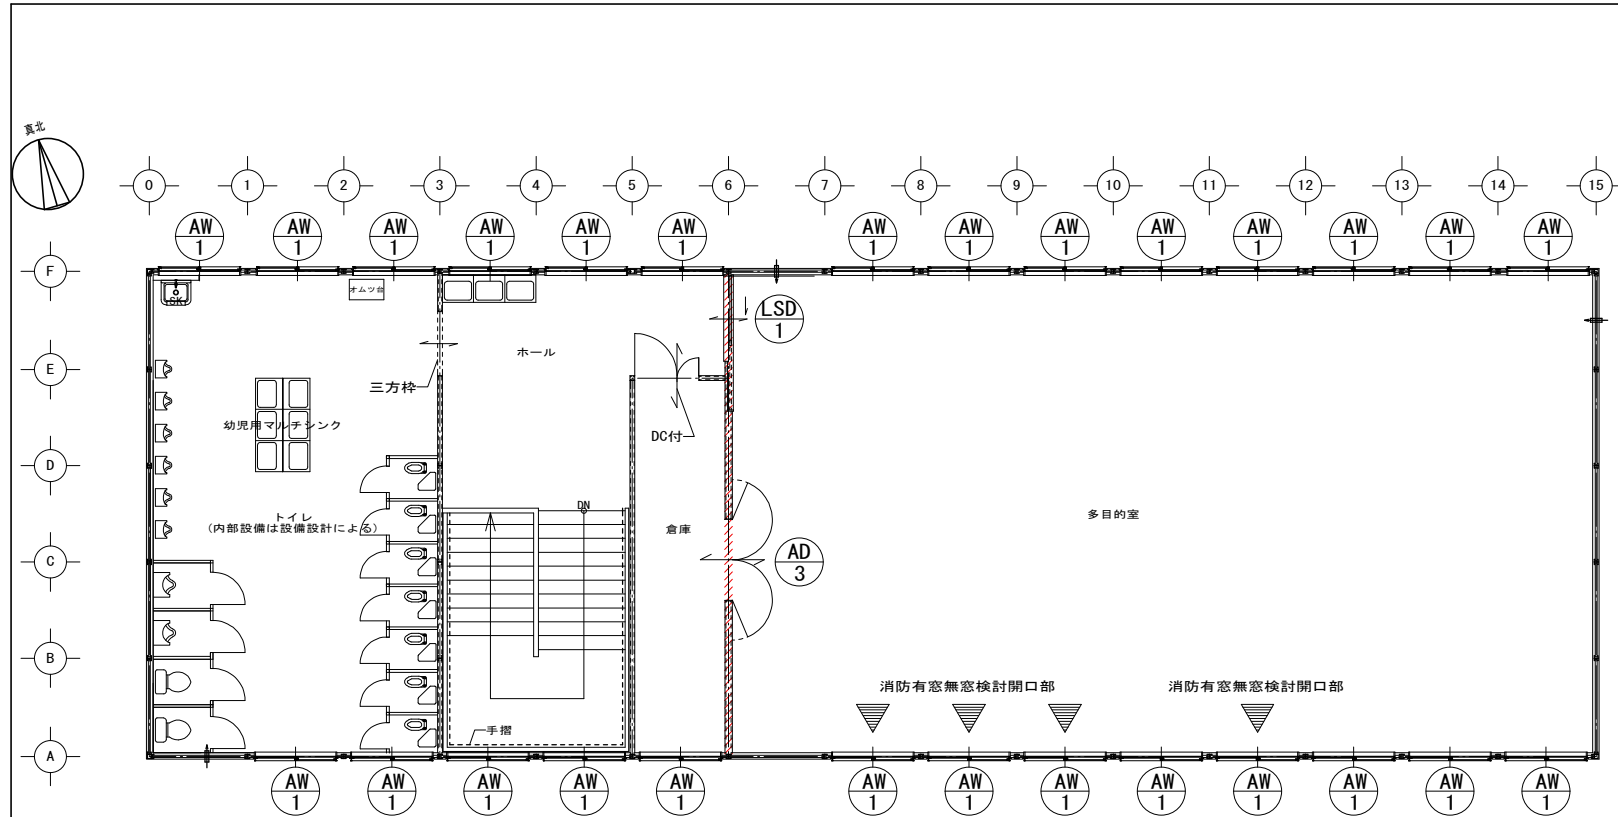 真北
0 1 2 3 4 5 6 7 8 9 10 11 12 13 14 15
AW AW AW AW AW AW AW AW AW AW AW AW AW AW
1 1 1 1 1 1 1 1 1 1 1 1 1 1
F
SK
オムツ台
LSD
1
ホール
E
三方枠
幼児用マルチシンク
DC付
D
DN
トイレ
(内部設備は設備設計による)
倉庫
多目的室
C
AD
3
B
消防有窓無窓検討開口部 消防有窓無窓検討開口部
手摺
A
AW AW AW AW AW AW AW AW AW AW AW AW AW
1 1 1 1 1 1 1 1 1 1 1 1 1